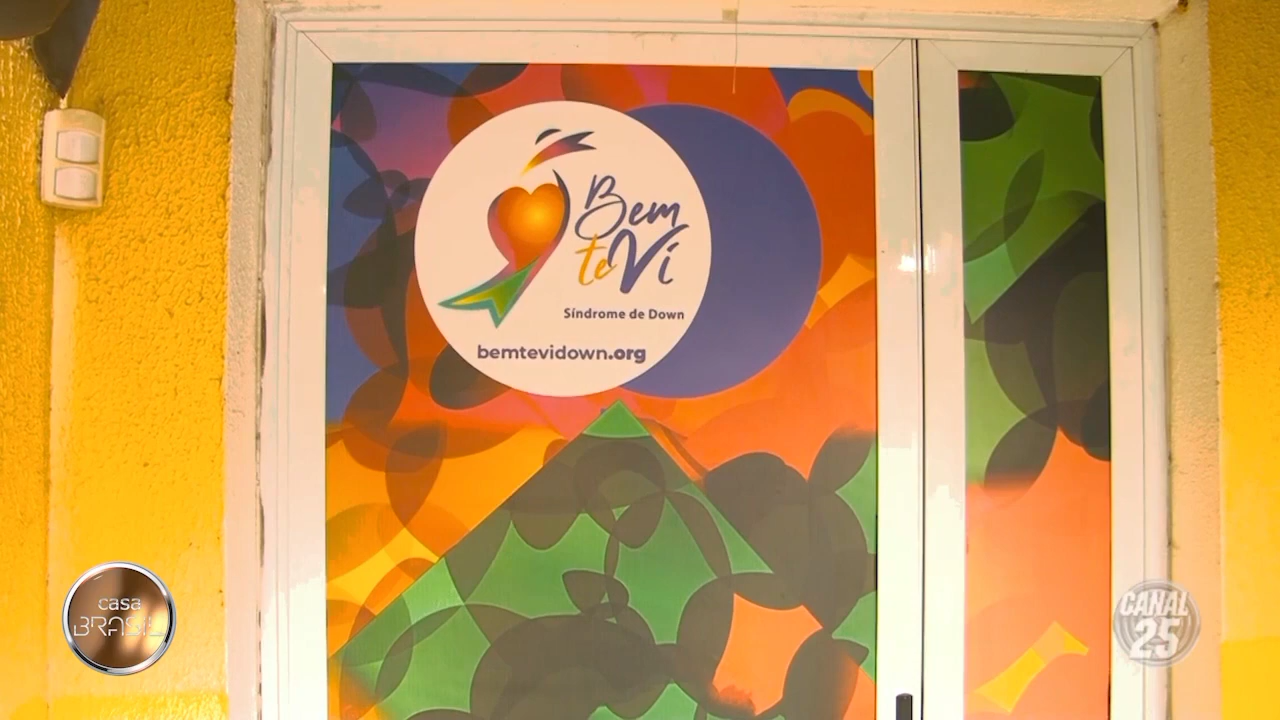 Bem
te Vi
Síndrome de Down
bemtevidown.org
casa
BRASIL
CANAL
25